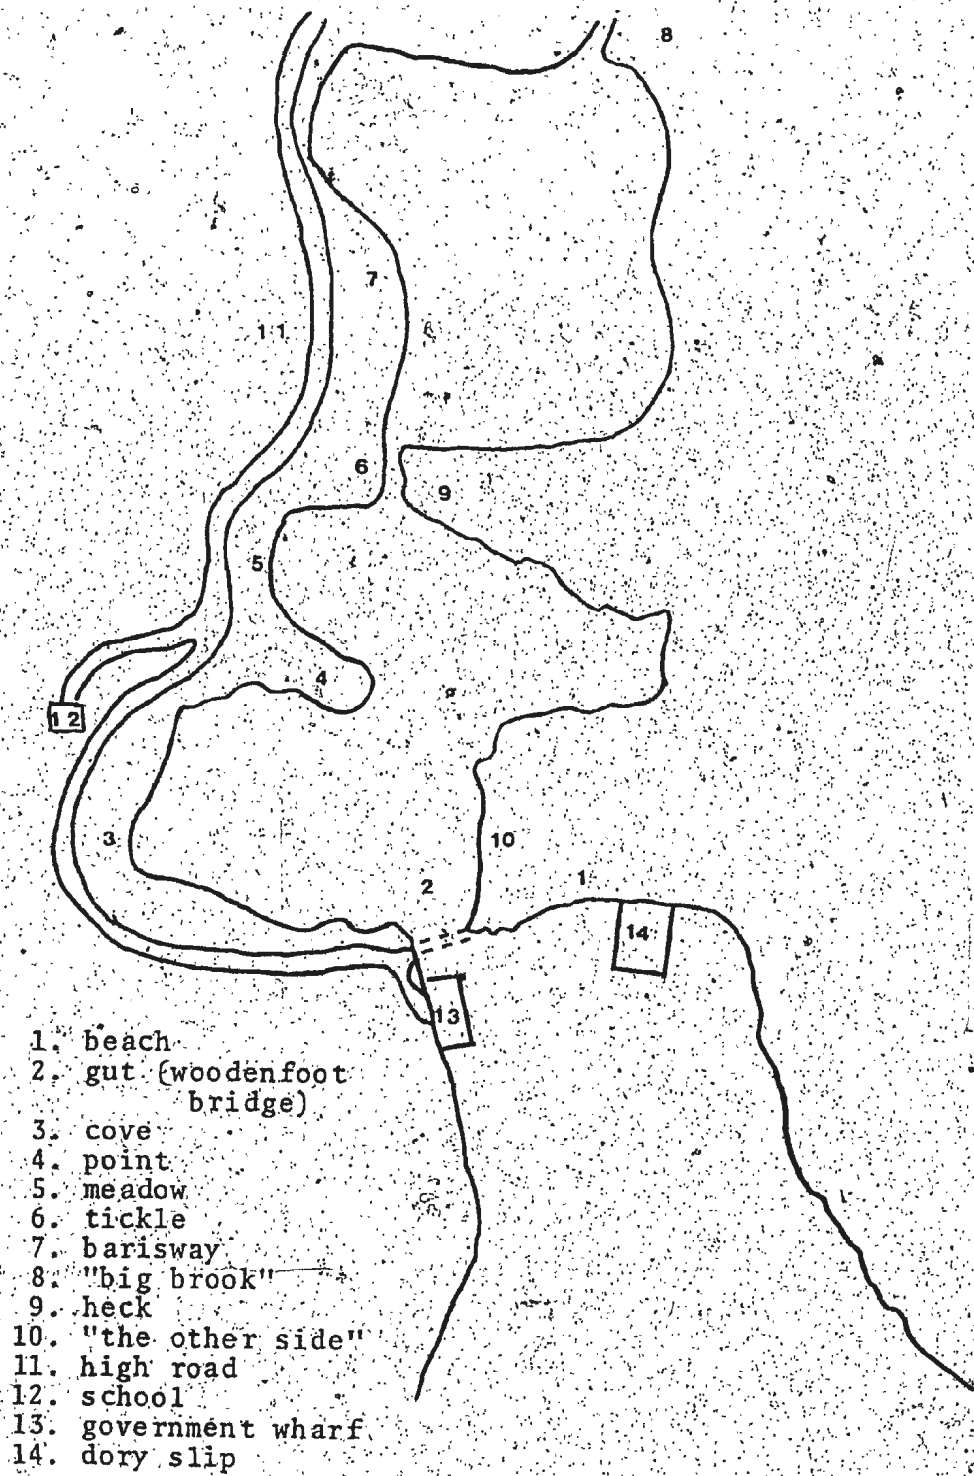 8
7
11
6
9
5
4
12
3
10
2
1
14
13
1. beach
2. gut (woodenfoot
bridge)
3. cove
4. point
5. meadow
6. tickle
7. barisway
8. "big brook"
9. heck
10. "the other side"
11. high road
12. school
13. government wharf
14. dory slip